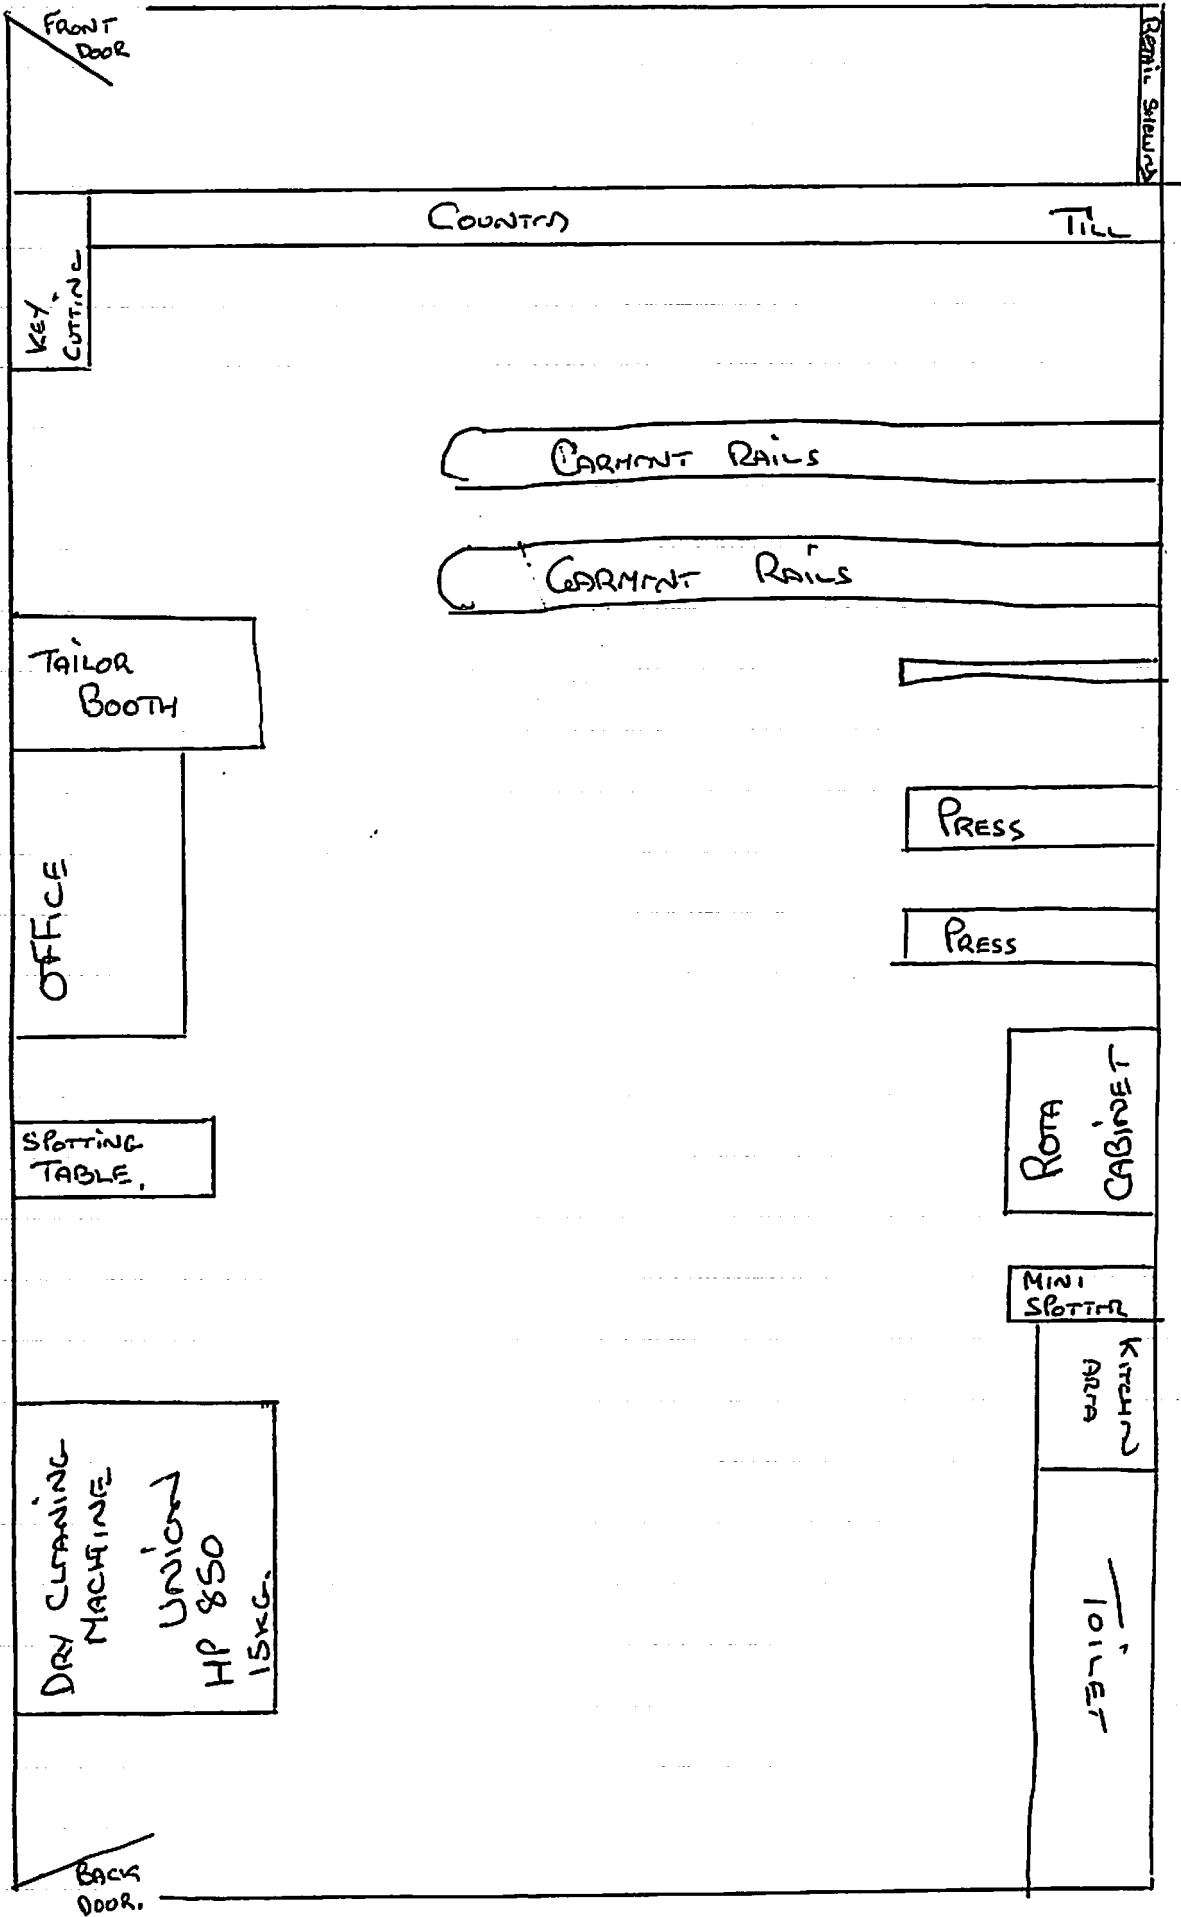 FRONT
DOOR
RETAIL SHELVING
COUNTER
TILL
KEY
CUTTING
GARMENT RAILS
GARMENT RAILS
TAILOR
BOOTH
PRESS
OFFICE
PRESS
ROTA
CABINET
SPOTTING
TABLE.
MINI
SPOTTER
KITCHEN
AREA
DRY CLEANING
MACHINE
UNION
HP 850
15KG.
TOILET
BACK
DOOR.